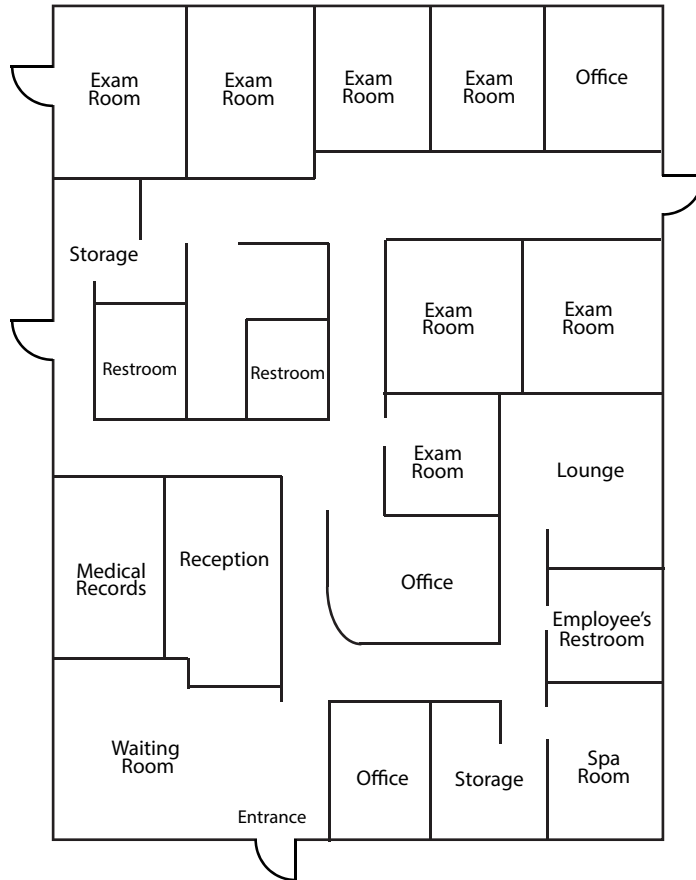 Exam
Room
Exam
Room
Exam
Room
Exam
Room
Office
Storage
Exam
Room
Exam
Room
Restroom
Restroom
Exam
Room
Lounge
Medical
Records
Reception
Office
Employee's
Restroom
Waiting
Room
Office
Storage
Spa
Room
Entrance